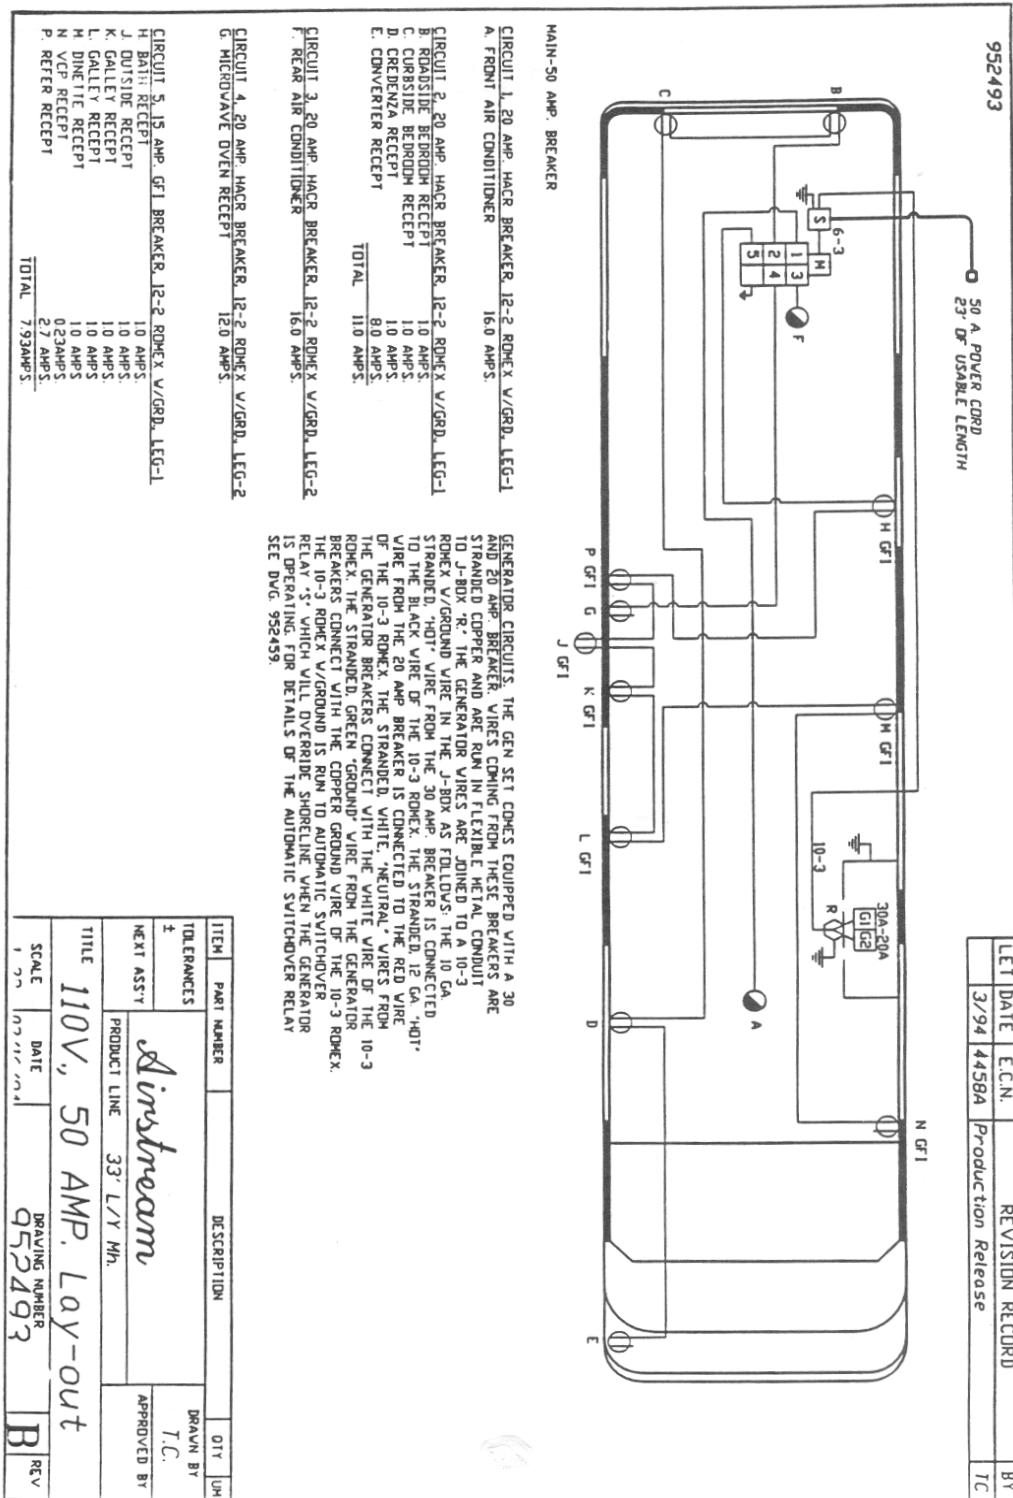 952493
LET DATE E.C.N. REVISION RECORD BY
3/94 4458A Production Release TC
50 A. POWER CORD
23' OF USABLE LENGTH
B
C
S
6-3
M
1 3
2 4
5
F
H GFI
M GFI
N GFI
10-3
30A-20A
G1 G2
R
A
P GFI
G
J GFI
K GFI
L GFI
D
E
MAIN-50 AMP. BREAKER
CIRCUIT 1, 20 AMP. HACR BREAKER, 12-2 ROMEX W/GRD, LEG-1
A. FRONT AIR CONDITIONER 16.0 AMPS.
CIRCUIT 2, 20 AMP. HACR BREAKER, 12-2 ROMEX W/GRD, LEG-1
B. ROADSIDE BEDROOM RECEPT 1.0 AMPS.
C. CURBSIDE BEDROOM RECEPT 1.0 AMPS.
D. CREDENZA RECEPT 1.0 AMPS.
E. CONVERTER RECEPT 8.0 AMPS.
TOTAL 11.0 AMPS.
CIRCUIT 3, 20 AMP. HACR BREAKER, 12-2 ROMEX W/GRD, LEG-2
F. REAR AIR CONDITIONER 16.0 AMPS.
CIRCUIT 4, 20 AMP. HACR BREAKER, 12-2 ROMEX W/GRD, LEG-2
G. MICROWAVE OVEN RECEPT 12.0 AMPS.
CIRCUIT 5, 15 AMP. GFI BREAKER, 12-2 ROMEX W/GRD, LEG-1
H. BATH RECEPT 1.0 AMPS.
J. OUTSIDE RECEPT 1.0 AMPS.
K. GALLEY RECEPT 1.0 AMPS.
L. GALLEY RECEPT 1.0 AMPS
M. DINETTE RECEPT 1.0 AMPS
N VCP RECEPT 0.23AMPS.
P. REFER RECEPT 2.7 AMPS.
TOTAL 7.93AMPS.
GENERATOR CIRCUITS, THE GEN SET COMES EQUIPPED WITH A 30
AND 20 AMP. BREAKER. WIRES COMING FROM THESE BREAKERS ARE
STRANDED COPPER AND ARE RUN IN FLEXIBLE METAL CONDUIT
TO J-BOX "R." THE GENERATOR WIRES ARE JOINED TO A 10-3
ROMEX W/GROUND WIRE IN THE J-BOX AS FOLLOWS: THE 10 GA.
STRANDED, "HOT" WIRE FROM THE 30 AMP. BREAKER IS CONNECTED
TO THE BLACK WIRE OF THE 10-3 ROMEX. THE STRANDED, 12 GA. "HOT"
WIRE FROM THE 20 AMP BREAKER IS CONNECTED TO THE RED WIRE
OF THE 10-3 ROMEX. THE STRANDED, WHITE, "NEUTRAL" WIRES FROM
THE GENERATOR BREAKERS CONNECT WITH THE WHITE WIRE OF THE 10-3
ROMEX. THE STRANDED, GREEN "GROUND" WIRE FROM THE GENERATOR
BREAKERS CONNECT WITH THE COPPER GROUND WIRE OF THE 10-3 ROMEX.
THE 10-3 ROMEX W/GROUND IS RUN TO AUTOMATIC SWITCHOVER
RELAY "S" WHICH WILL OVERRIDE SHORELINE WHEN THE GENERATOR
IS OPERATING. FOR DETAILS OF THE AUTOMATIC SWITCHOVER RELAY
SEE DWG. 952459.
ITEM PART NUMBER DESCRIPTION QTY UM
TOLERANCES
±
Airstream
DRAWN BY
T.C.
NEXT ASS'Y
PRODUCT LINE 33' L/Y Mh.
APPROVED BY
TITLE 110V., 50 AMP. Lay-out
SCALE DATE DRAWING NUMBER REV
952493 B